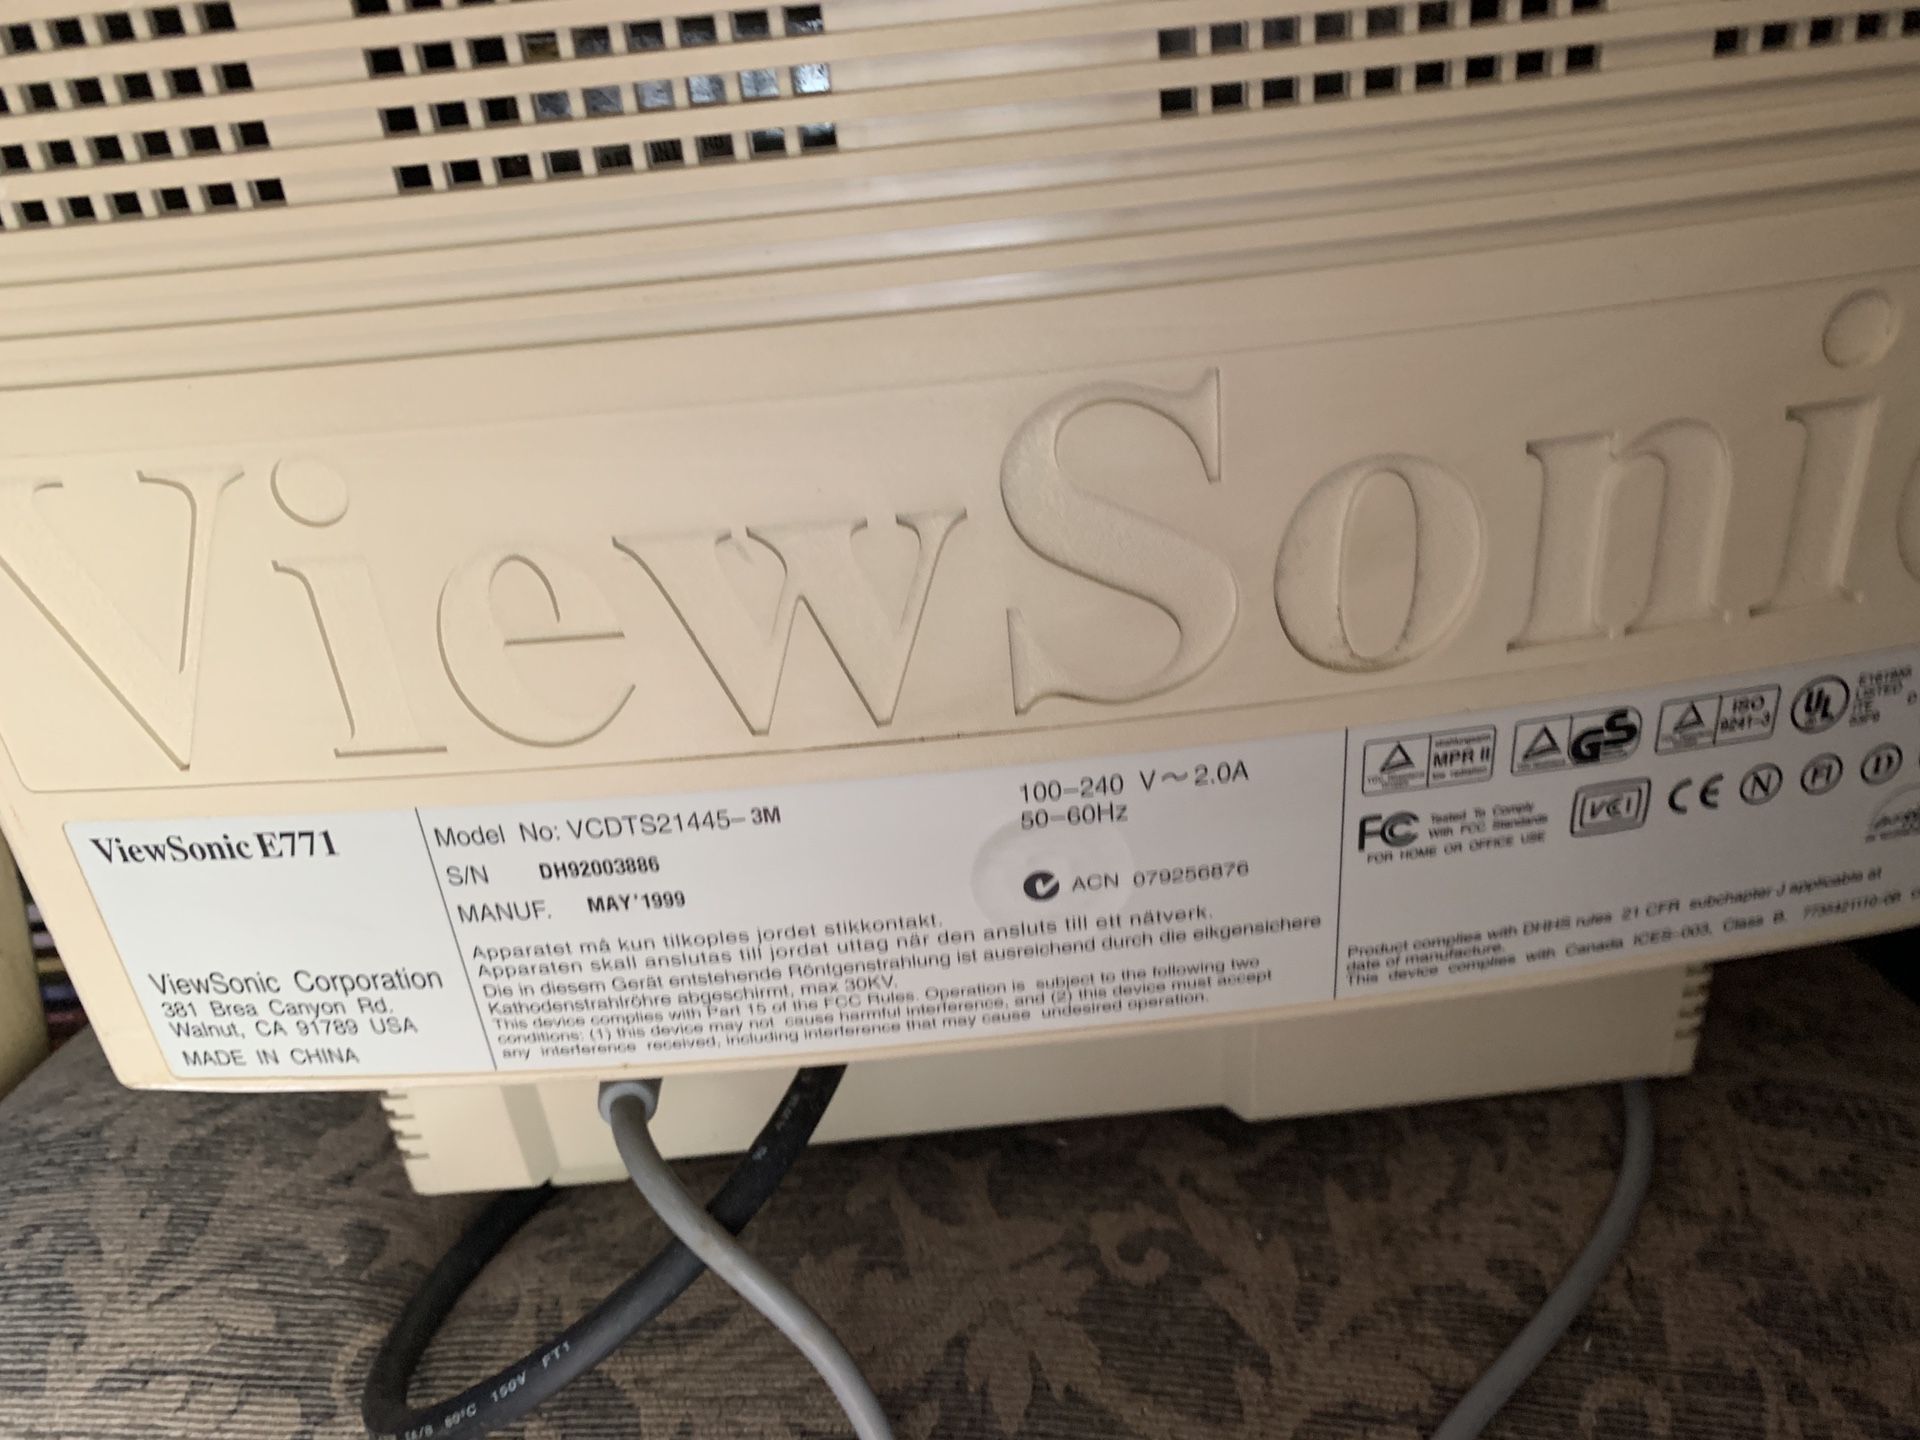 ViewSonic
ViewSonic E771
ViewSonic Corporation
381 Brea Canyon Rd.
Walnut, CA 91789 USA
MADE IN CHINA
Model No: VCDTS21445-3M
S/N DH92003886
MANUF. MAY'1999
100-240 V~2.0A
50-60Hz
ACN 079256876
Apparatet må kun tilkoples jordet stikkontakt.
Apparaten skall anslutas till jordat uttag när den ansluts till ett nätverk.
Die in diesem Gerät entstehende Röntgenstrahlung ist ausreichend durch die eikgensichere
Kathodenstrahlröhre abgeschirmt, max 30KV.
This device complies with Part 15 of the FCC Rules. Operation is subject to the following two
conditions: (1) this device may not cause harmful interference, and (2) this device must accept
any interference received, including interference that may cause undesired operation.
MPR II
GS
ISO
9241-3
UL
LISTED
ITE
FC
Tested To Comply
With FCC Standards
FOR HOME OR OFFICE USE
VCI
CE
N
FI
D
Product complies with DHHS rules 21 CFR subchapter J applicable at
date of manufacture.
This device complies with Canada ICES-003, Class B.
60°C 150V FT1